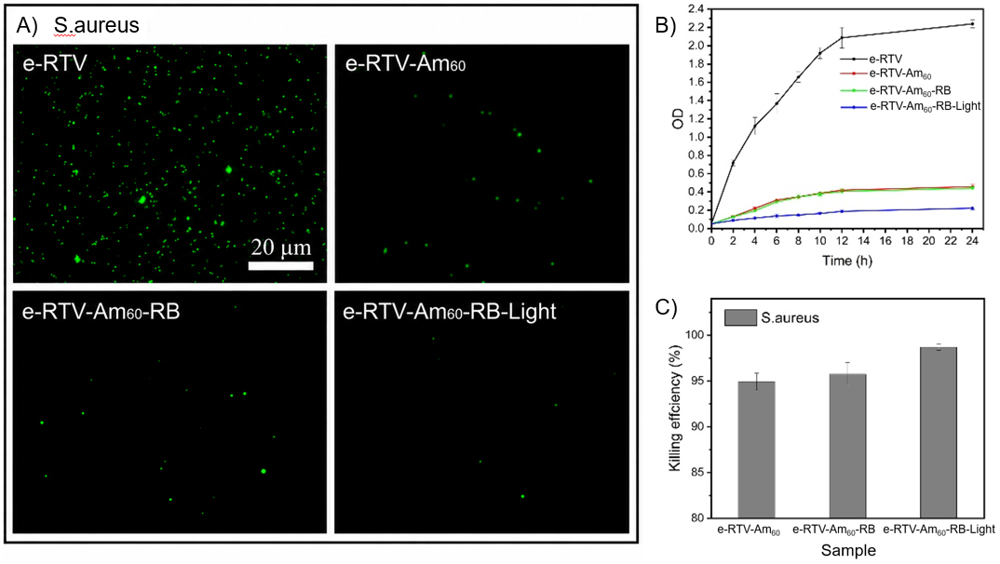 A) S.aureus
e-RTV
e-RTV-Am60
20 μm
e-RTV-Am60-RB
e-RTV-Am60-RB-Light
B)
2.4
2.2
2.0
1.8
1.6
1.4
1.2
1.0
0.8
0.6
0.4
0.2
0.0
OD
e-RTV
e-RTV-Am60
e-RTV-Am60-RB
e-RTV-Am60-RB-Light
0 2 4 6 8 10 12 14 16 18 20 22 24
Time (h)
C)
S.aureus
100
95
90
85
80
Killing effciency (%)
e-RTV-Am60 e-RTV-Am60-RB e-RTV-Am60-RB-Light
Sample